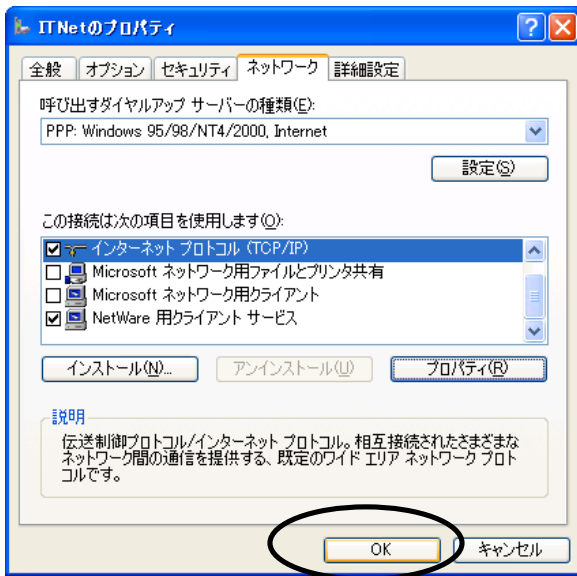 ITNetのプロパティ
全般 オプション セキュリティ ネットワーク 詳細設定
呼び出すダイヤルアップ サーバーの種類(E):
PPP: Windows 95/98/NT4/2000, Internet
設定(S)
この接続は次の項目を使用します(O):
インターネット プロトコル (TCP/IP)
Microsoft ネットワーク用ファイルとプリンタ共有
Microsoft ネットワーク用クライアント
NetWare 用クライアント サービス
インストール(N)... アンインストール(U) プロパティ(R)
説明
伝送制御プロトコル/インターネット プロトコル。相互接続されたさまざまな
ネットワーク間の通信を提供する、既定のワイド エリア ネットワーク プロト
コルです。
OK キャンセル